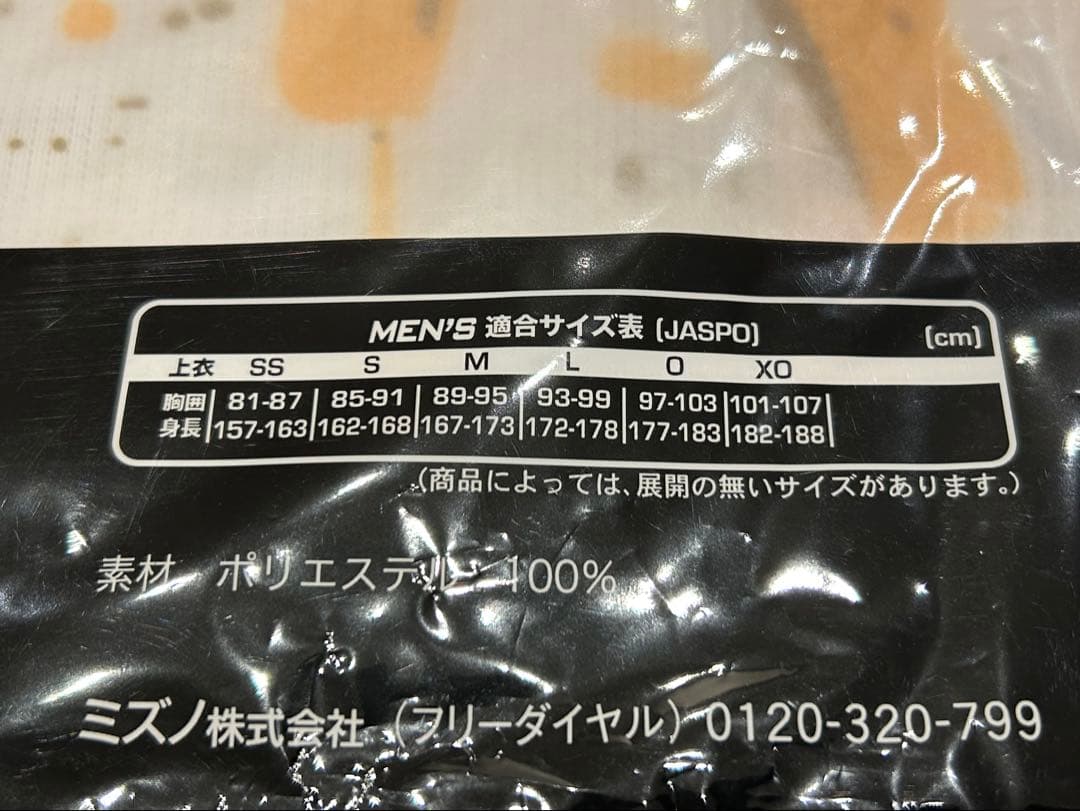 MEN'S 適合サイズ表 (JASPO) (cm)
上衣 SS S M L O XO
胸囲 81-87 85-91 89-95 93-99 97-103 101-107
身長 157-163 162-168 167-173 172-178 177-183 182-188
(商品によっては、展開の無いサイズがあります。)
素材 ポリエステル 100%
ミズノ株式会社 (フリーダイヤル) 0120-320-799